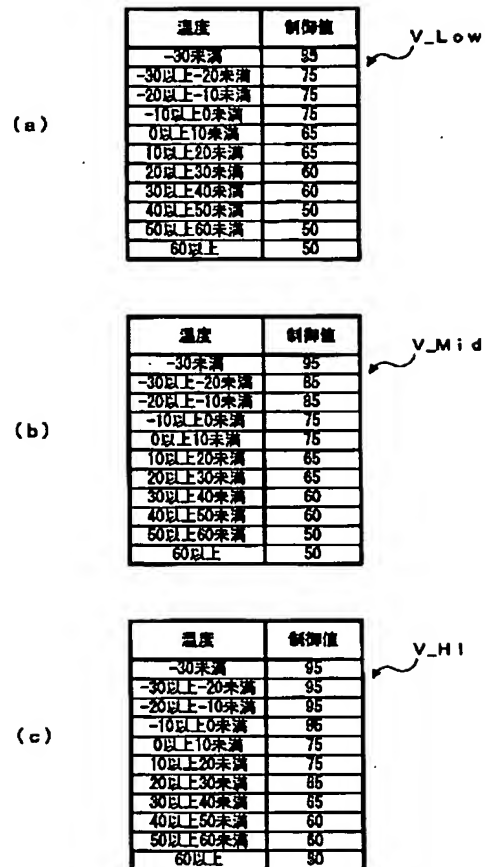 温度 制御値
V_Low
-30未満
-30以上-20未満 75
-20以上-10未満 75
-10以上0未満 75
(a)
0以上10未満 65
10以上20未満 65
20以上30未満 60
30以上40未満 60
40以上50未満 50
50以上60未満 50
60以上 50
温度 制御値
V_Mid
-30未満 95
-30以上-20未満 85
-20以上-10未満 85
-10以上0未満 75
(b)
0以上10未満 75
10以上20未満 65
20以上30未満 65
30以上40未満 60
40以上50未満 60
50以上60未満 50
60以上 50
温度 制御値
V_HI
-30未満 95
-30以上-20未満 95
-20以上-10未満 95
-10以上0未満
(c)
0以上10未満 75
10以上20未満 75
20以上30未満 65
30以上40未満 65
40以上50未満 60
50以上60未満 60
60以上 50